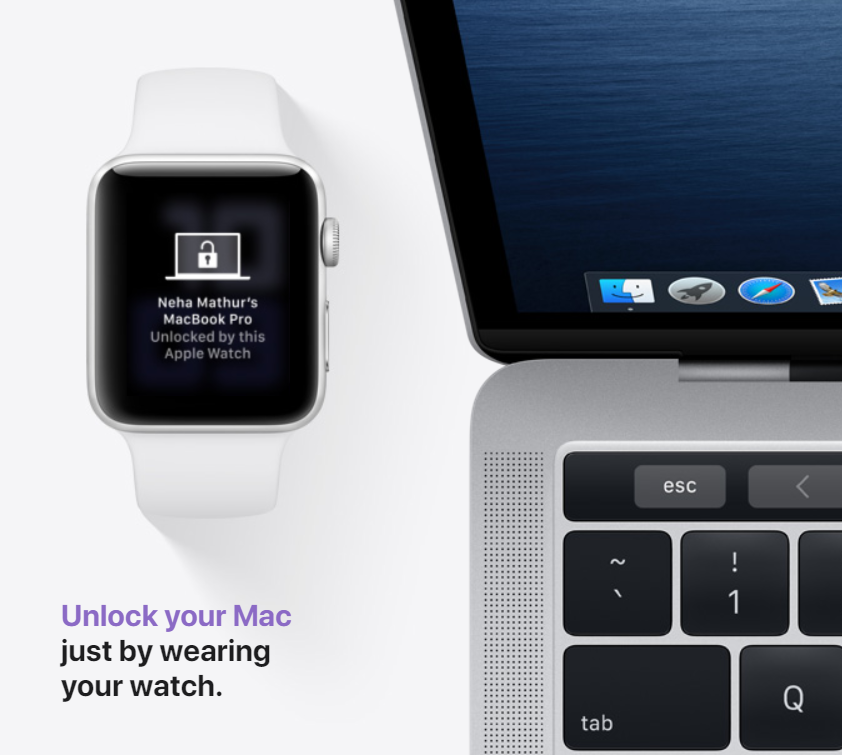 Neha Mathur's
MacBook Pro
Unlocked by this
Apple Watch
esc
~
`
!
1
tab
Q
Unlock your Mac
just by wearing
your watch.